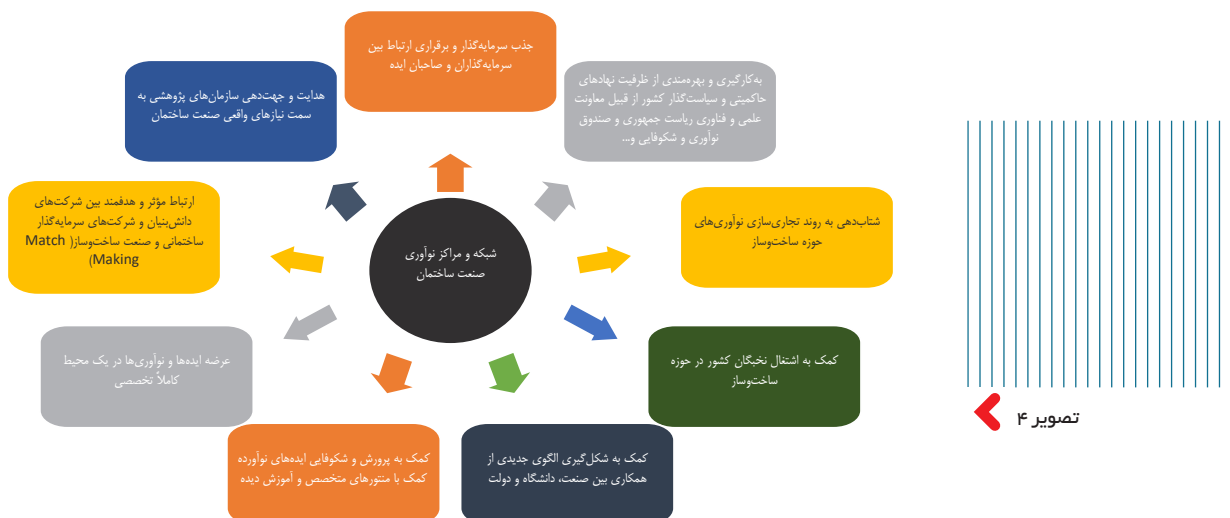 جذب سرمایه‌گذار و برقراری ارتباط بین
سرمایه‌گذاران و صاحبان ایده
به‌کارگیری و بهره‌مندی از ظرفیت نهادهای
حاکمیتی و سیاست‌گذار کشور از قبیل معاونت
علمی و فناوری ریاست جمهوری و صندوق
نوآوری و شکوفایی و...
شتاب‌دهی به روند تجاری‌سازی نوآوری‌های
حوزه ساخت‌وساز
کمک به اشتغال نخبگان کشور در حوزه
ساخت‌وساز
کمک به شکل‌گیری الگوی جدیدی از
همکاری بین صنعت، دانشگاه و دولت
کمک به پرورش و شکوفایی ایده‌های نوآورده
کمک با منتورهای متخصص و آموزش دیده
عرضه ایده‌ها و نوآوری‌ها در یک محیط
کاملاً تخصصی
ارتباط مؤثر و هدفمند بین شرکت‌های
دانش‌بنیان و شرکت‌های سرمایه‌گذار
ساختمانی و صنعت ساخت‌وساز( Match
Making)
هدایت و جهت‌دهی سازمان‌های پژوهشی به
سمت نیازهای واقعی صنعت ساختمان
شبکه و مراکز نوآوری
صنعت ساختمان
تصویر ۴